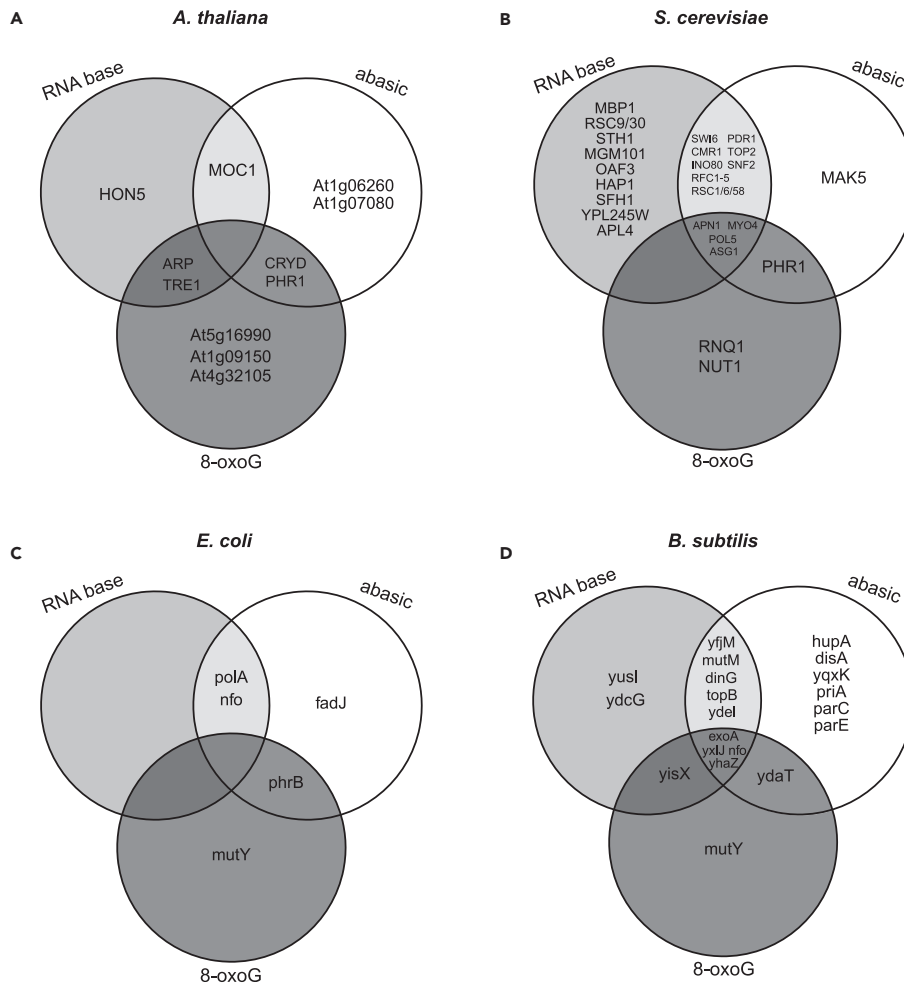 A
A. thaliana
RNA base
abasic
HON5
MOC1
At1g06260
At1g07080
ARP
TRE1
CRYD
PHR1
At5g16990
At1g09150
At4g32105
8-oxoG
B
S. cerevisiae
RNA base
abasic
MBP1
RSC9/30
STH1
MGM101
OAF3
HAP1
SFH1
YPL245W
APL4
SWI6 PDR1
CMR1 TOP2
INO80 SNF2
RFC1-5
RSC1/6/58
MAK5
APN1 MYO4
POL5
ASG1
PHR1
RNQ1
NUT1
8-oxoG
C
E. coli
RNA base
abasic
polA
nfo
fadJ
phrB
mutY
8-oxoG
D
B. subtilis
RNA base
abasic
yusI
ydcG
yfjM
mutM
dinG
topB
ydeI
hupA
disA
yqxK
priA
parC
parE
exoA
yxlJ nfo
yhaZ
yisX
ydaT
mutY
8-oxoG